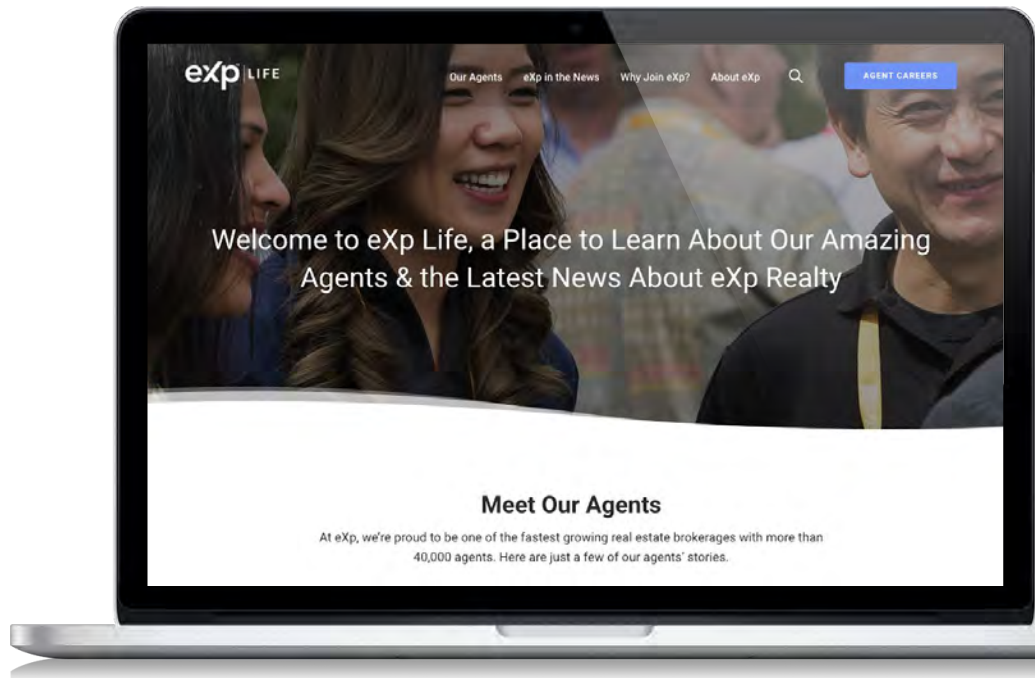 eXp LIFE
Our Agents eXp in the News Why Join eXp? About eXp AGENT CAREERS
Welcome to eXp Life, a Place to Learn About Our Amazing
Agents & the Latest News About eXp Realty
Meet Our Agents
At eXp, we're proud to be one of the fastest growing real estate brokerages with more than
40,000 agents. Here are just a few of our agents' stories.